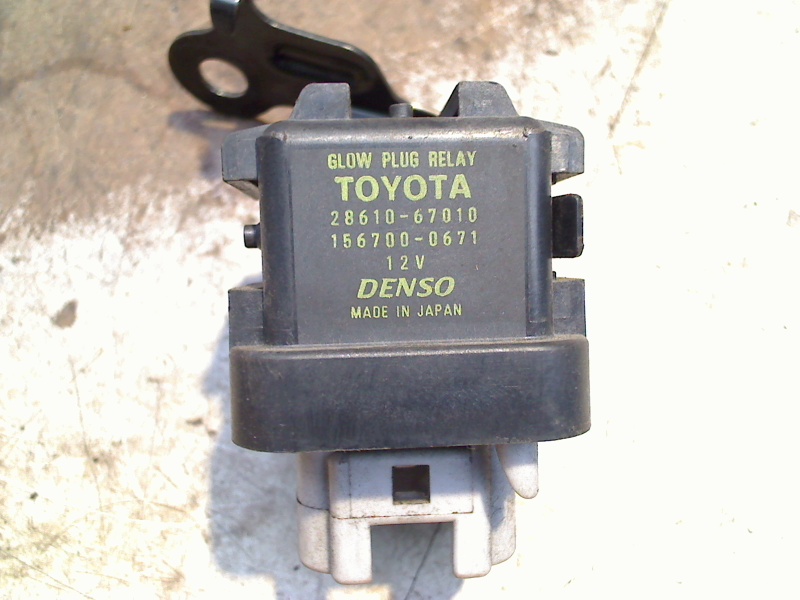 GLOW PLUG RELAY
TOYOTA
28610-67010
156700-0671
12V
DENSO
MADE IN JAPAN